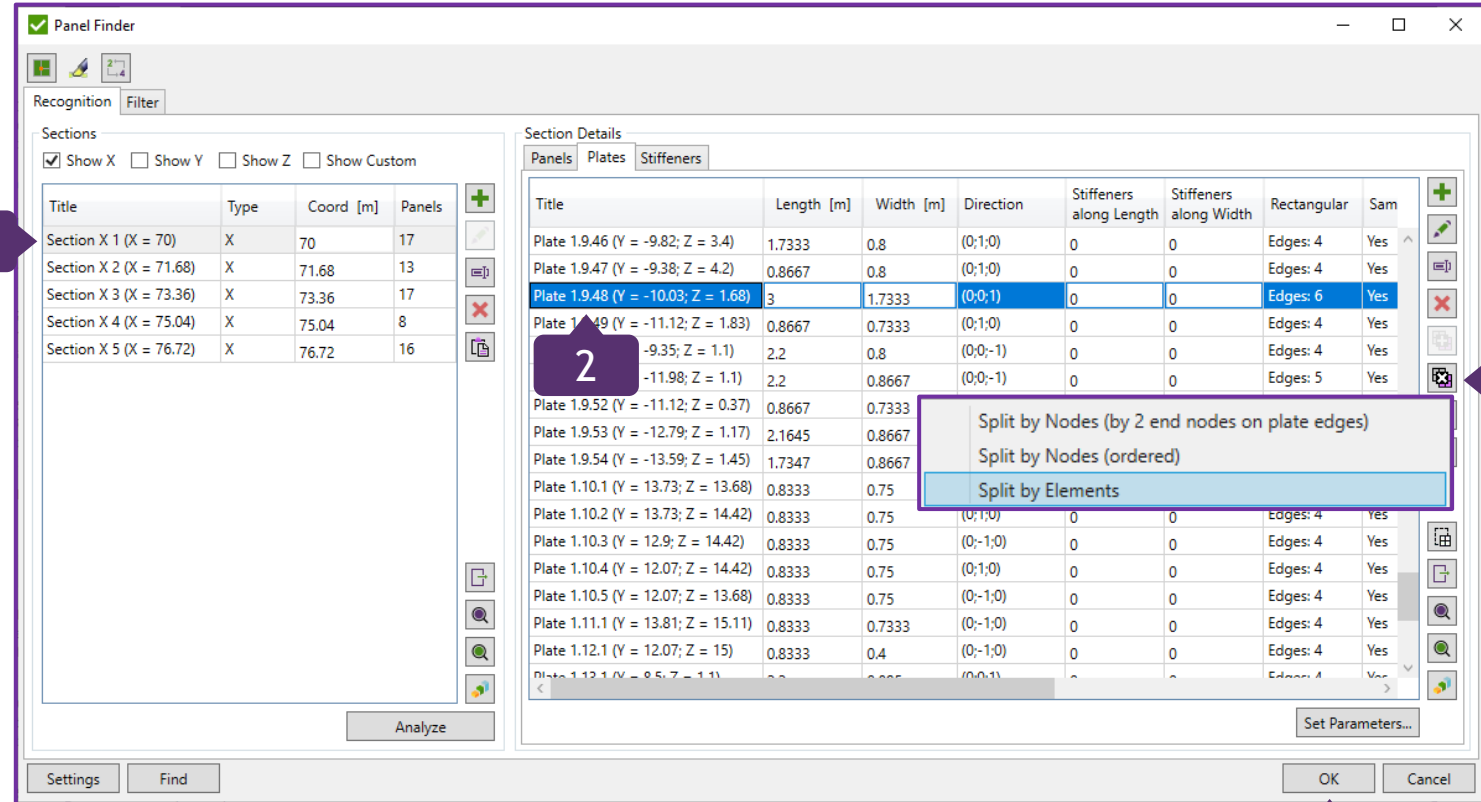 Panel Finder
Recognition Filter
Sections
Show X Show Y Show Z Show Custom
Title Type Coord [m] Panels
Section X 1 (X = 70) X 70 17
Section X 2 (X = 71.68) X 71.68 13
Section X 3 (X = 73.36) X 73.36 17
Section X 4 (X = 75.04) X 75.04 8
Section X 5 (X = 76.72) X 76.72 16
Analyze
Section Details
Panels Plates Stiffeners
Title Length [m] Width [m] Direction Stiffeners along Length Stiffeners along Width Rectangular Sam
Plate 1.9.46 (Y = -9.82; Z = 3.4) 1.7333 0.8 (0;1;0) 0 0 Edges: 4 Yes
Plate 1.9.47 (Y = -9.38; Z = 4.2) 0.8667 0.8 (0;1;0) 0 0 Edges: 4 Yes
Plate 1.9.48 (Y = -10.03; Z = 1.68) 3 1.7333 (0;0;1) 0 0 Edges: 6 Yes
Plate 1.9.49 (Y = -11.12; Z = 1.83) 0.8667 0.7333 (0;1;0) 0 0 Edges: 4 Yes
-9.35; Z = 1.1) 2.2 0.8 (0;0;-1) 0 0 Edges: 4 Yes
-11.98; Z = 1.1) 2.2 0.8667 (0;0;-1) 0 0 Edges: 5 Yes
2
Plate 1.9.52 (Y = -11.12; Z = 0.37) 0.8667 0.7333
Plate 1.9.53 (Y = -12.79; Z = 1.17) 2.1645 0.8667
Plate 1.9.54 (Y = -13.59; Z = 1.45) 1.7347 0.8667
Split by Nodes (by 2 end nodes on plate edges)
Split by Nodes (ordered)
Split by Elements
Plate 1.10.1 (Y = 13.73; Z = 13.68) 0.8333 0.75
Plate 1.10.2 (Y = 13.73; Z = 14.42) 0.8333 0.75 (0;1;0) 0 0 Edges: 4 Yes
Plate 1.10.3 (Y = 12.9; Z = 14.42) 0.8333 0.75 (0;-1;0) 0 0 Edges: 4 Yes
Plate 1.10.4 (Y = 12.07; Z = 14.42) 0.8333 0.75 (0;1;0) 0 0 Edges: 4 Yes
Plate 1.10.5 (Y = 12.07; Z = 13.68) 0.8333 0.75 (0;-1;0) 0 0 Edges: 4 Yes
Plate 1.11.1 (Y = 13.81; Z = 15.11) 0.8333 0.7333 (0;-1;0) 0 0 Edges: 4 Yes
Plate 1.12.1 (Y = 12.07; Z = 15) 0.8333 0.4 (0;-1;0) 0 0 Edges: 4 Yes
Set Parameters...
Settings Find OK Cancel